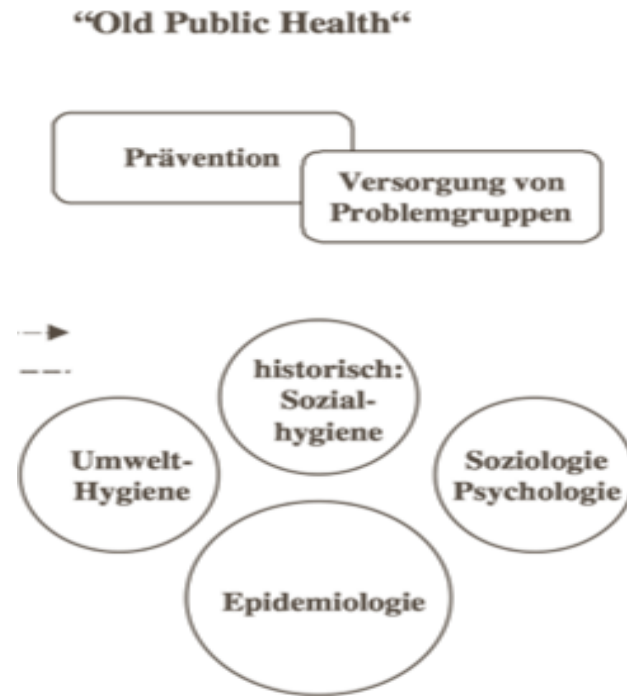 “Old Public Health“
Prävention
Versorgung von
Problemgruppen
historisch:
Sozial-
hygiene
Umwelt-
Hygiene
Soziologie
Psychologie
Epidemiologie